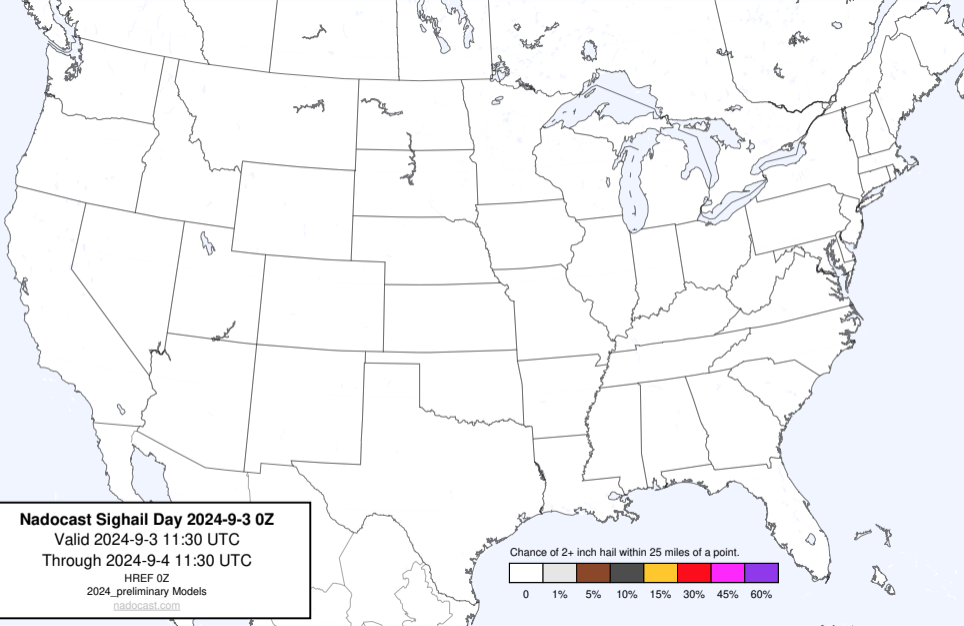 Nadocast Sighail Day 2024-9-3 0Z
Valid 2024-9-3 11:30 UTC
Through 2024-9-4 11:30 UTC
HREF 0Z
2024_preliminary Models
nadocast.com
Chance of 2+ inch hail within 25 miles of a point.
0 1% 5% 10% 15% 30% 45% 60%